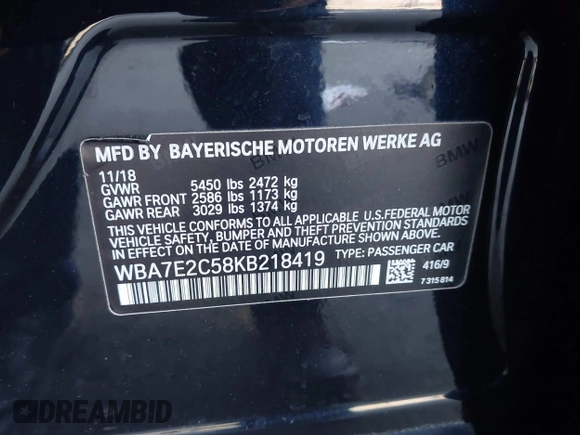 MFD BY BAYERISCHE MOTOREN WERKE AG
11/18
GVWR 5450 lbs 2472 kg
GAWR FRONT 2586 lbs 1173 kg
GAWR REAR 3029 lbs 1374 kg
THIS VEHICLE CONFORMS TO ALL APPLICABLE U.S.FEDERAL MOTOR
VEHICLE SAFETY, BUMPER AND THEFT PREVENTION STANDARDS
IN EFFECT ON THE DATE OF MANUFACTURE SHOWN ABOVE.
WBA7E2C58KB218419 TYPE: PASSENGER CAR
416/9
7 315 814
BMW
DREAMBID